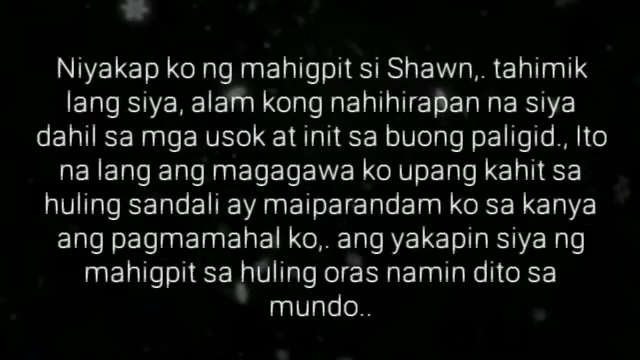 Niyakap ko ng mahigpit si Shawn,. tahimik
lang siya, alam kong nahihirapan na siya
dahil sa mga usok at init sa buong paligid., Ito
na lang ang magagawa ko upang kahit sa
huling sandali ay maiparandam ko sa kanya
ang pagmamahal ko,. ang yakapin siya ng
mahigpit sa huling oras namin dito sa
mundo..